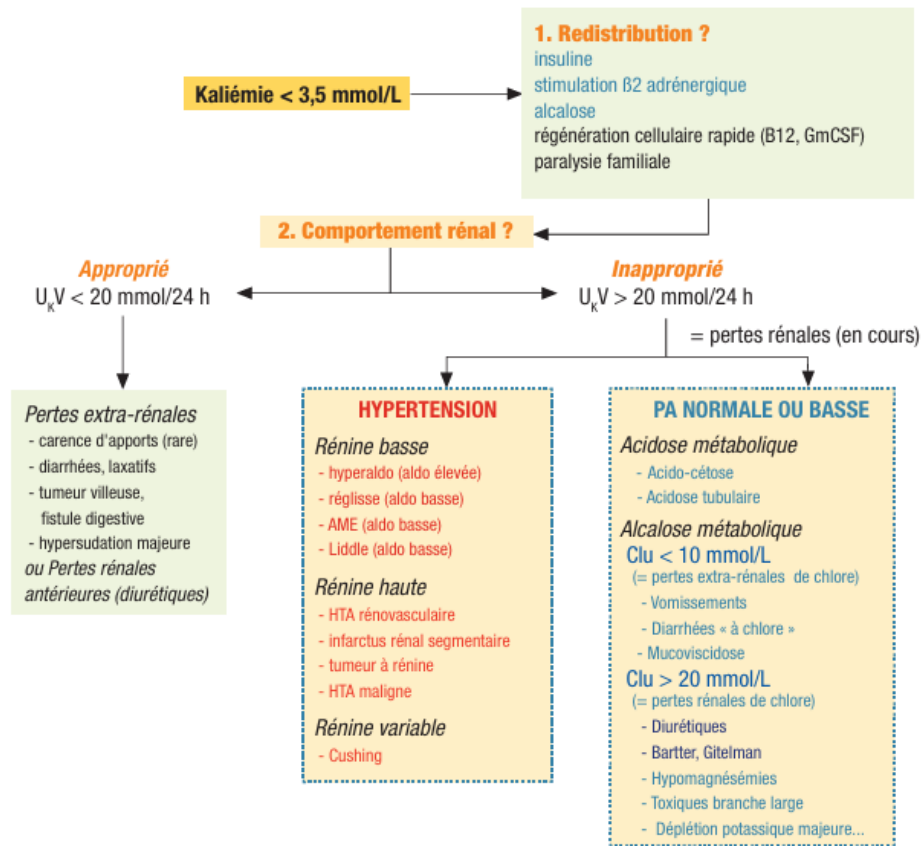 1. Redistribution ?
insuline
stimulation ß2 adrénergique
alcalose
régénération cellulaire rapide (B12, GmCSF)
paralysie familiale
Kaliémie < 3,5 mmol/L
2. Comportement rénal ?
Approprié
UKV < 20 mmol/24 h
Inapproprié
UKV > 20 mmol/24 h
= pertes rénales (en cours)
Pertes extra-rénales
- carence d'apports (rare)
- diarrhées, laxatifs
- tumeur villeuse,
fistule digestive
- hypersudation majeure
ou Pertes rénales
antérieures (diurétiques)
HYPERTENSION
Rénine basse
- hyperaldo (aldo élevée)
- réglisse (aldo basse)
- AME (aldo basse)
- Liddle (aldo basse)
Rénine haute
- HTA rénovasculaire
- infarctus rénal segmentaire
- tumeur à rénine
- HTA maligne
Rénine variable
- Cushing
PA NORMALE OU BASSE
Acidose métabolique
- Acido-cétose
- Acidose tubulaire
Alcalose métabolique
Clu < 10 mmol/L
(= pertes extra-rénales de chlore)
- Vomissements
- Diarrhées « à chlore »
- Mucoviscidose
Clu > 20 mmol/L
(= pertes rénales de chlore)
- Diurétiques
- Bartter, Gitelman
- Hypomagnésémies
- Toxiques branche large
- Déplétion potassique majeure...